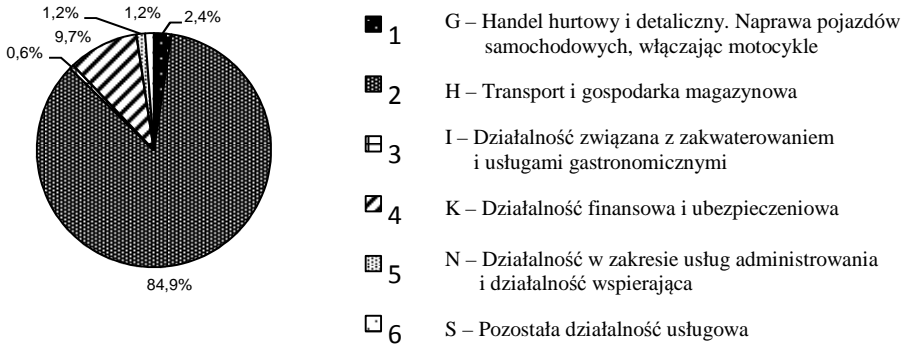 1,2%
1,2%
2,4%
9,7%
0,6%
84,9%
1 G – Handel hurtowy i detaliczny. Naprawa pojazdów
samochodowych, włączając motocykle
2 H – Transport i gospodarka magazynowa
3 I – Działalność związana z zakwaterowaniem
i usługami gastronomicznymi
4 K – Działalność finansowa i ubezpieczeniowa
5 N – Działalność w zakresie usług administrowania
i działalność wspierająca
6 S – Pozostała działalność usługowa